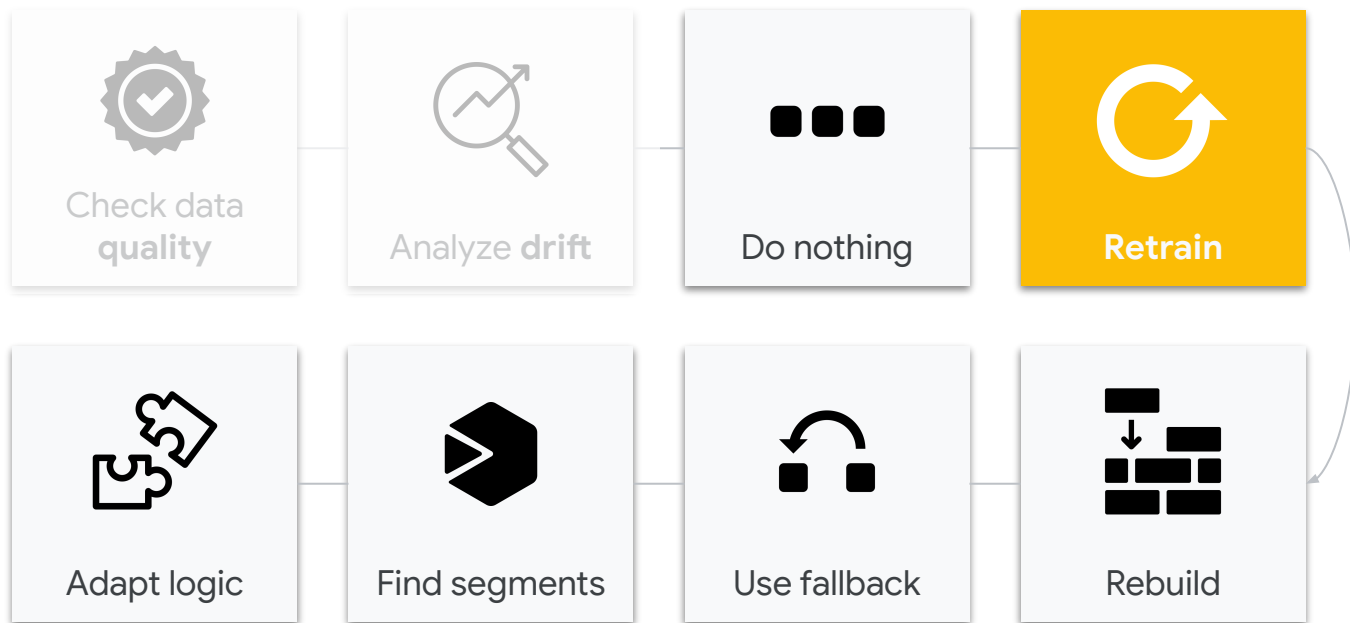 Check data
quality
Analyze drift
Do nothing
Retrain
Adapt logic
Find segments
Use fallback
Rebuild